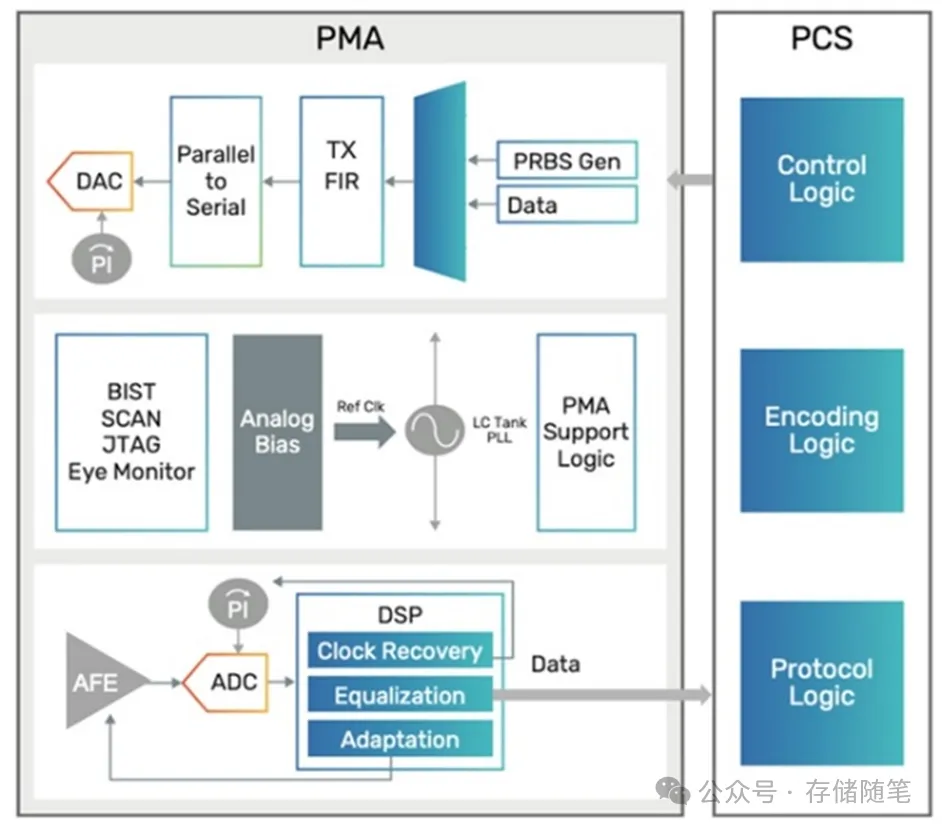 PMA
PCS
DAC
PI
Parallel
to
Serial
TX
FIR
PRBS Gen
Data
Control
Logic
BIST
SCAN
JTAG
Eye Monitor
Analog
Bias
Ref Clk
LC Tank
PLL
PMA
Support
Logic
Encoding
Logic
PI
AFE
ADC
DSP
Clock Recovery
Equalization
Adaptation
Data
Protocol
Logic
公众号 · 存储随笔